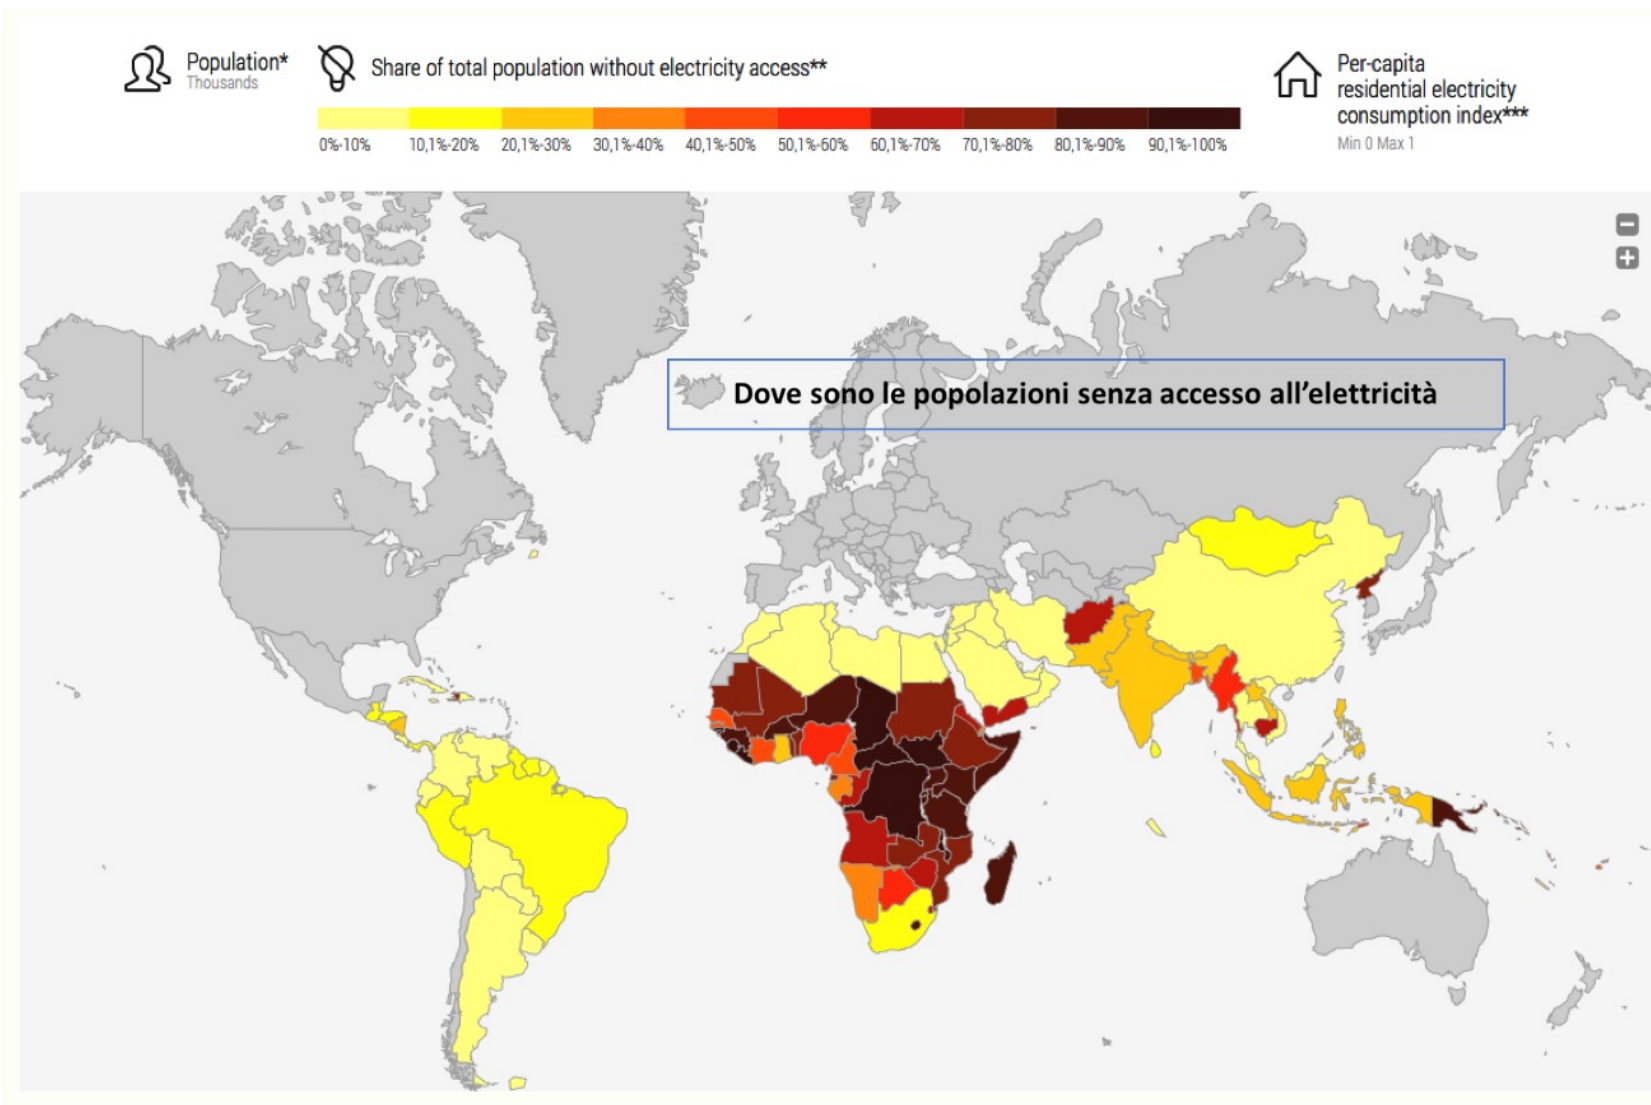 Population*
Thousands
Share of total population without electricity access**
0%-10% 10,1%-20% 20,1%-30% 30,1%-40% 40,1%-50% 50,1%-60% 60,1%-70% 70,1%-80% 80,1%-90% 90,1%-100%
Per-capita
residential electricity
consumption index***
Min 0 Max 1
Dove sono le popolazioni senza accesso all’elettricità